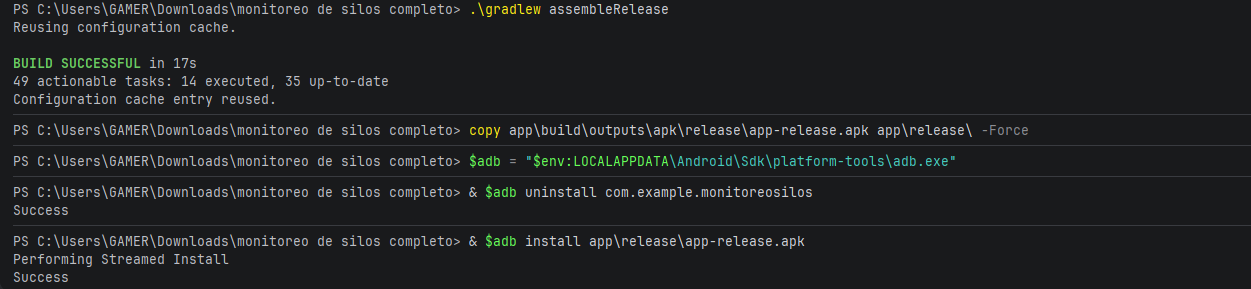 PS C:\Users\GAMER\Downloads\monitoreo de silos completo> .\gradlew assembleRelease
Reusing configuration cache.
BUILD SUCCESSFUL in 17s
49 actionable tasks: 14 executed, 35 up-to-date
Configuration cache entry reused.
PS C:\Users\GAMER\Downloads\monitoreo de silos completo> copy app\build\outputs\apk\release\app-release.apk app\release\ -Force
PS C:\Users\GAMER\Downloads\monitoreo de silos completo> $adb = "$env:LOCALAPPDATA\Android\Sdk\platform-tools\adb.exe"
PS C:\Users\GAMER\Downloads\monitoreo de silos completo> & $adb uninstall com.example.monitoreosilos
Success
PS C:\Users\GAMER\Downloads\monitoreo de silos completo> & $adb install app\release\app-release.apk
Performing Streamed Install
Success